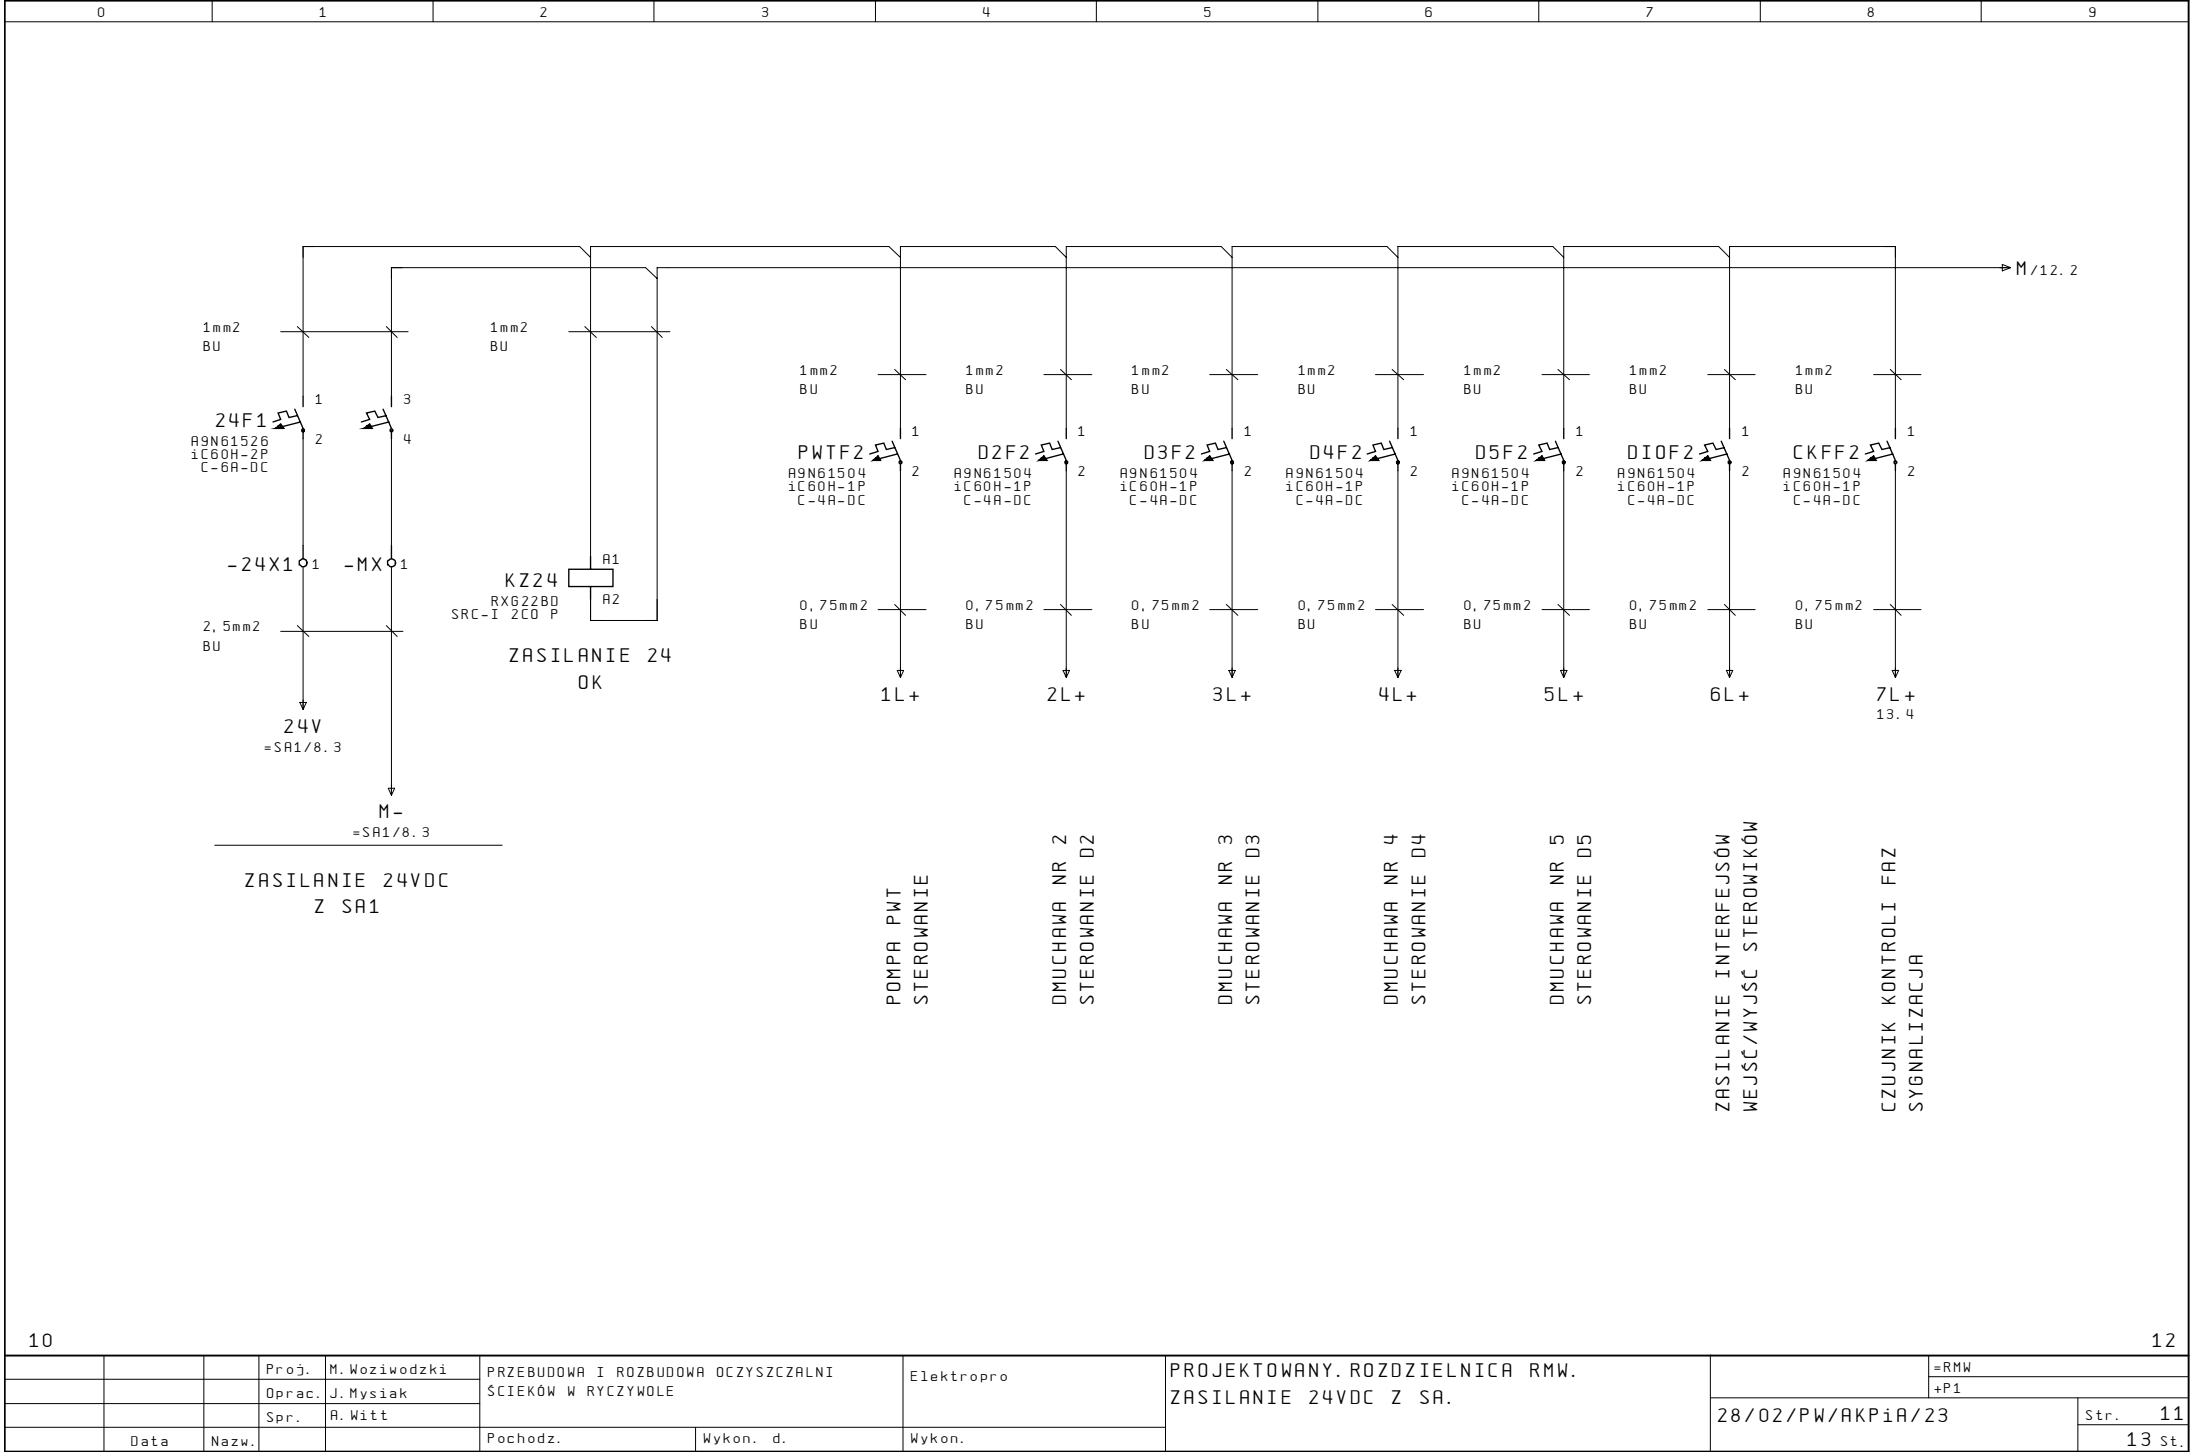 0 1 2 3 4 5 6 7 8 9
M/12.2
1mm2
BU
1mm2
BU
1mm2
BU
1mm2
BU
1mm2
BU
1mm2
BU
1mm2
BU
1mm2
BU
1mm2
BU
24F1
A9N61526
iC60H-2P
C-6A-DC
1
2
3
4
PWTF2
A9N61504
iC60H-1P
C-4A-DC
1
2
D2F2
A9N61504
iC60H-1P
C-4A-DC
1
2
D3F2
A9N61504
iC60H-1P
C-4A-DC
1
2
D4F2
A9N61504
iC60H-1P
C-4A-DC
1
2
D5F2
A9N61504
iC60H-1P
C-4A-DC
1
2
DIOF2
A9N61504
iC60H-1P
C-4A-DC
1
2
CKFF2
A9N61504
iC60H-1P
C-4A-DC
1
2
-24X1 1
-MX 1
KZ24
RXG22BD
SRC-I 2CO P
A1
A2
ZASILANIE 24
OK
2,5mm2
BU
0,75mm2
BU
0,75mm2
BU
0,75mm2
BU
0,75mm2
BU
0,75mm2
BU
0,75mm2
BU
0,75mm2
BU
24V
=SA1/8.3
M-
=SA1/8.3
ZASILANIE 24VDC
Z SA1
1L+
2L+
3L+
4L+
5L+
6L+
7L+
13.4
POMPA PWT
STEROWANIE
DMUCHAWA NR 2
STEROWANIE D2
DMUCHAWA NR 3
STEROWANIE D3
DMUCHAWA NR 4
STEROWANIE D4
DMUCHAWA NR 5
STEROWANIE D5
ZASILANIE INTERFEJSÓW
WEJŚĆ/WYJŚĆ STEROWIKÓW
CZUJNIK KONTROLI FAZ
SYGNALIZACJA
10
12
Proj. M.Woziwodzki
Oprac. J.Mysiak
Spr. A.Witt
Data Nazw.
PRZEBUDOWA I ROZBUDOWA OCZYSZCZALNI
ŚCIEKÓW W RYCZYWOLE
Pochodz.
Wykon. d.
Elektropro
Wykon.
PROJEKTOWANY.ROZDZIELNICA RMW.
ZASILANIE 24VDC Z SA.
=RMW
+P1
28/02/PW/AKPiA/23
Str. 11
13 St.